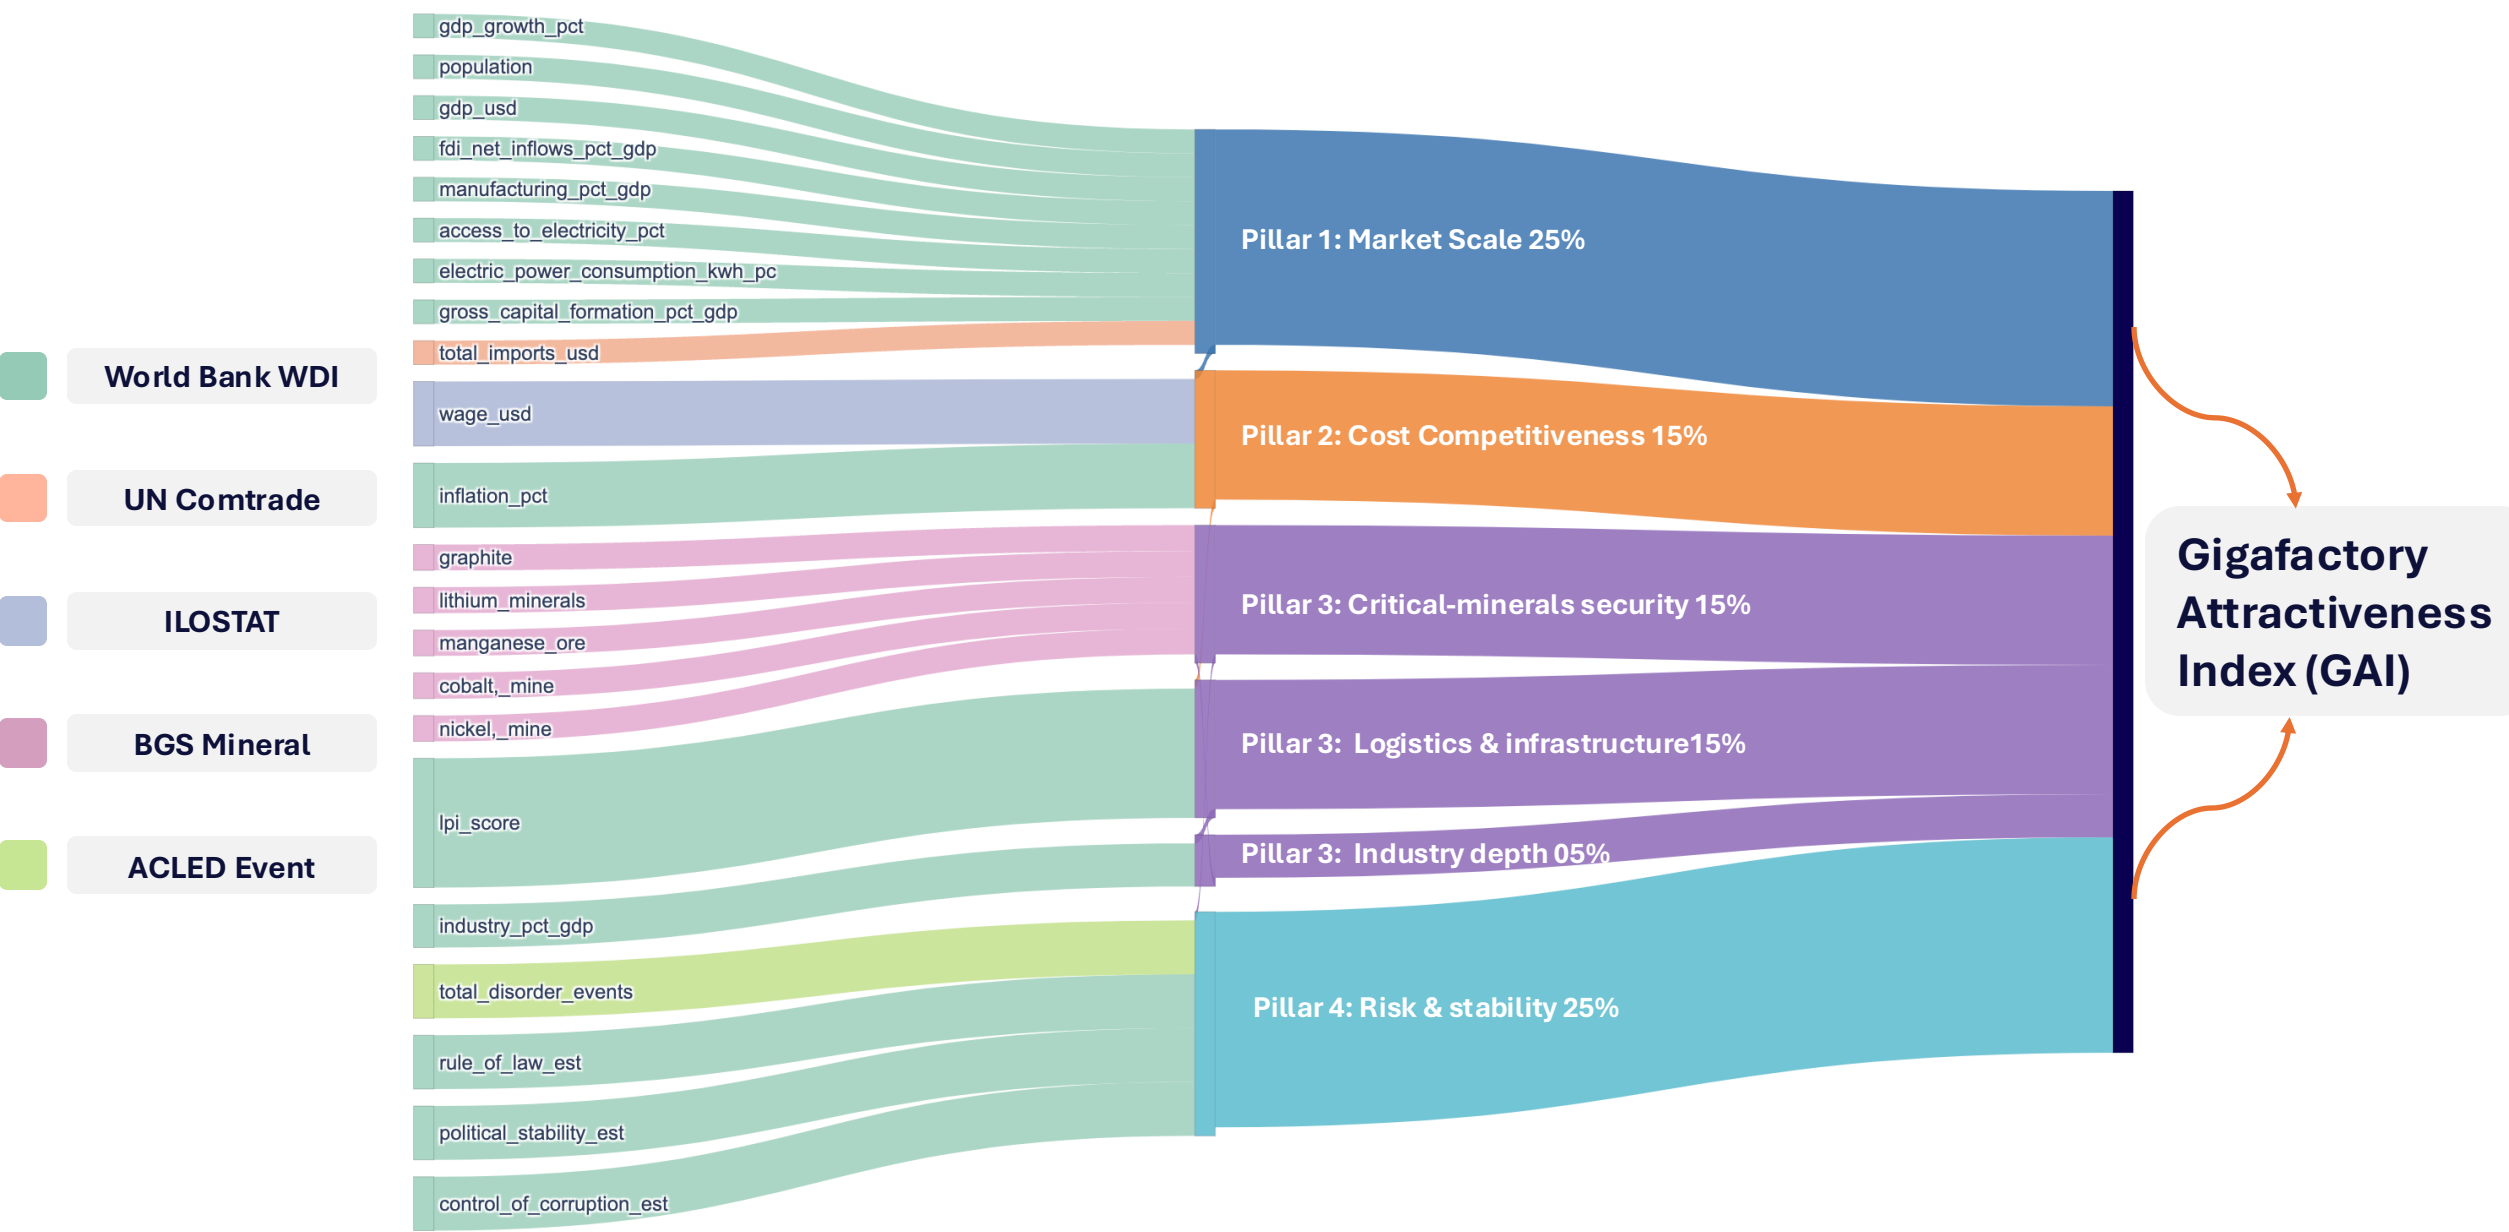 World Bank WDI
UN Comtrade
ILOSTAT
BGS Mineral
ACLED Event
gdp_growth_pct
population
gdp_usd
fdi_net_inflows_pct_gdp
manufacturing_pct_gdp
access_to_electricity_pct
electric_power_consumption_kwh_pc
gross_capital_formation_pct_gdp
total_imports_usd
wage_usd
inflation_pct
graphite
lithium_minerals
manganese_ore
cobalt,_mine
nickel,_mine
lpi_score
industry_pct_gdp
total_disorder_events
rule_of_law_est
political_stability_est
control_of_corruption_est
Pillar 1: Market Scale 25%
Pillar 2: Cost Competitiveness 15%
Pillar 3: Critical-minerals security 15%
Pillar 3:  Logistics & infrastructure15%
Pillar 3:  Industry depth 05%
Pillar 4: Risk & stability 25%
Gigafactory
Attractiveness
Index (GAI)